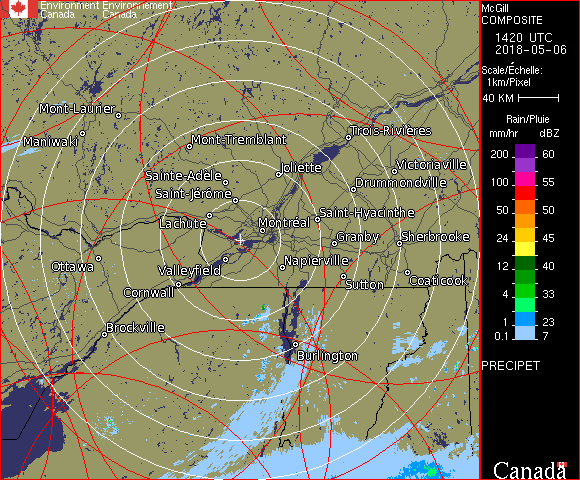 Environment Environnement
Canada Canada
McGill
COMPOSITE
1420 UTC
2018-05-06
Scale/Échelle:
1km/Pixel
40 KM
Rain/Pluie
mm/hr dBZ
200 60
55
100 55
50 50
24 45
12 40
4 33
1 23
0.1 7
PRECIPET
Canada
Mont-Laurier
Maniwaki
Mont-Tremblant
Trois-Rivières
Sainte-Adèle
Joliette
Victoriaville
Saint-Jérôme
Drummondville
Lachute
Montréal
Saint-Hyacinthe
Granby
Sherbrooke
Ottawa
Valleyfield
Napierville
Cornwall
Sutton
Coaticook
Brockville
Burlington